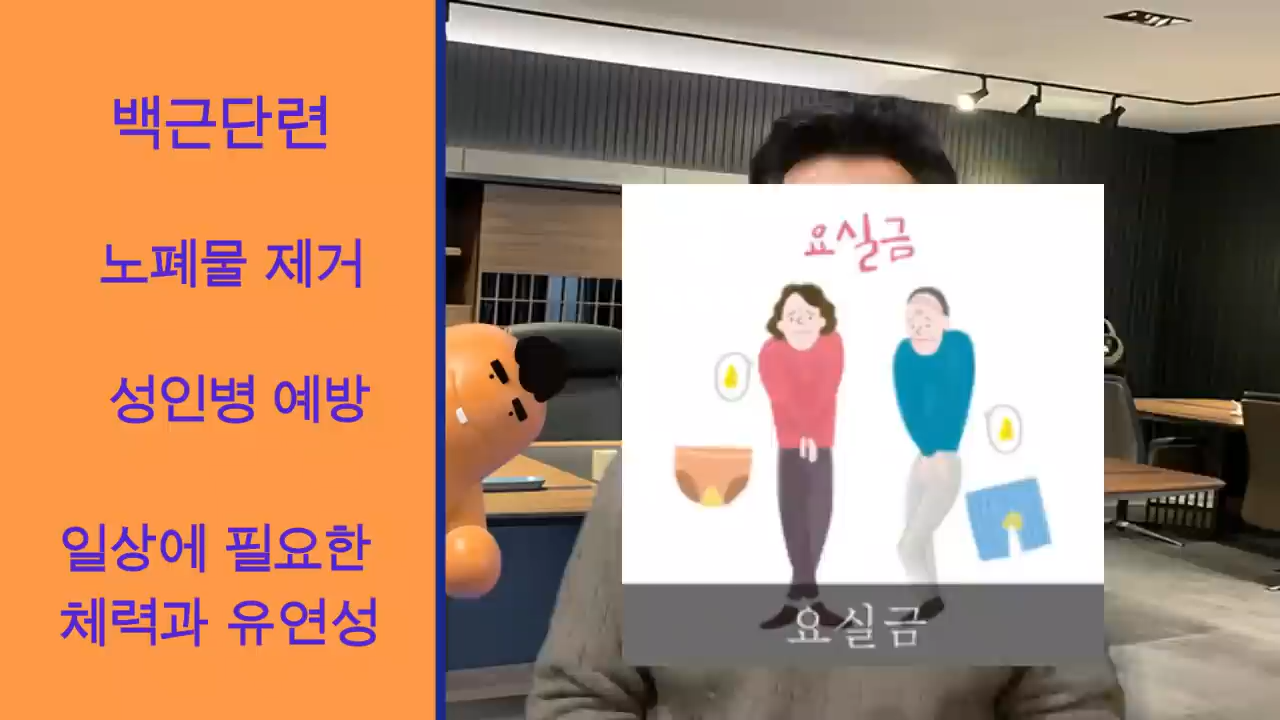 백근단련
노폐물 제거
성인병 예방
일상에 필요한
체력과 유연성
요실금
요실금